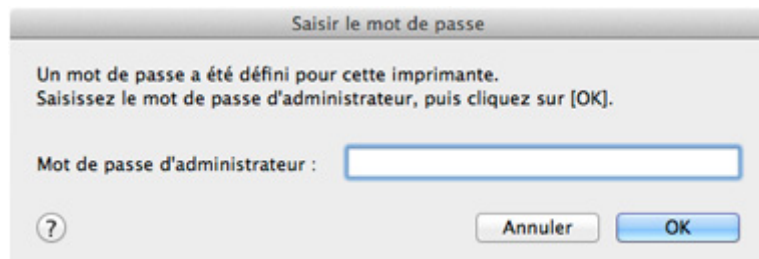 Saisir le mot de passe
Un mot de passe a été défini pour cette imprimante.
Saisissez le mot de passe d'administrateur, puis cliquez sur [OK].
Mot de passe d'administrateur :
?
Annuler
OK